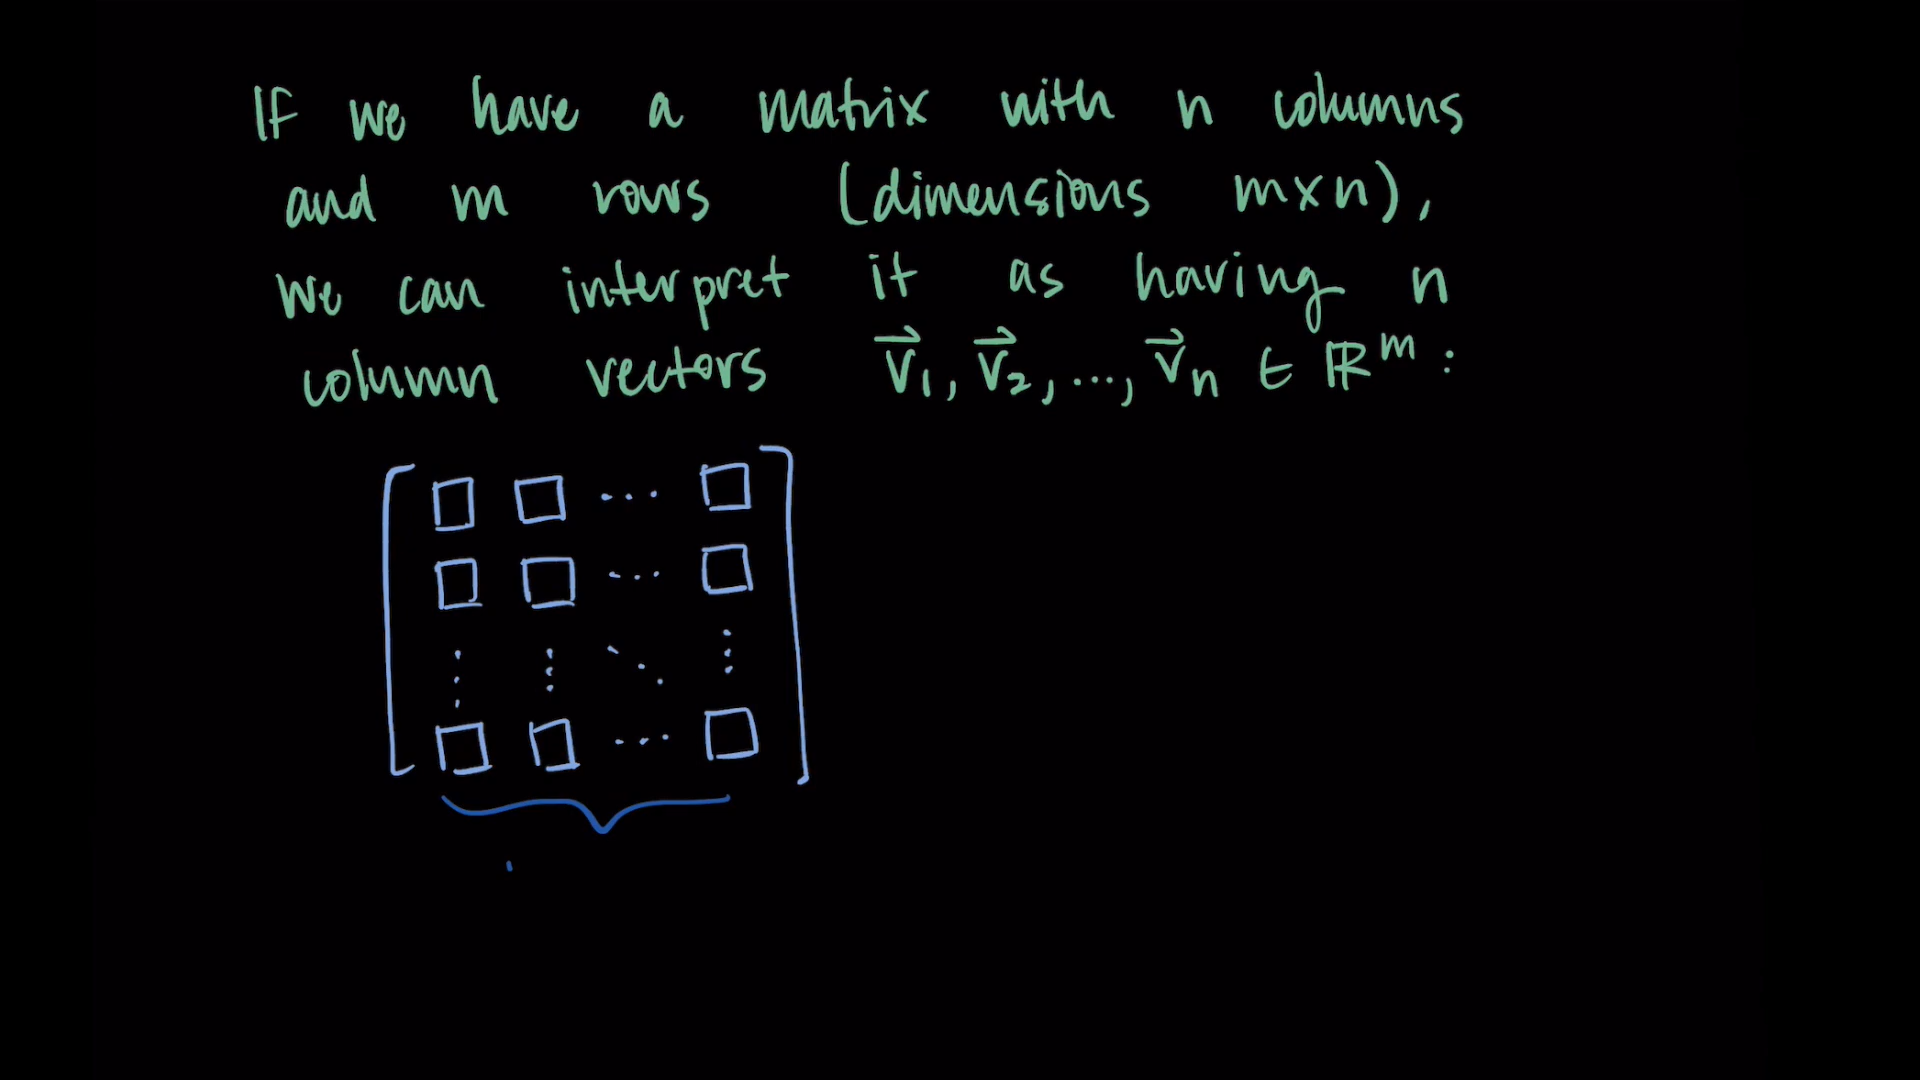 If we have a matrix with n columns
and m rows (dimensions m×n),
we can interpret it as having n
column vectors v⃗₁, v⃗₂, ..., v⃗ₙ ∈ ℝᵐ:
[□ □ ⋯ □
□ □ ⋯ □
⋮ ⋮ ⋱ ⋮
□ □ ⋯ □]